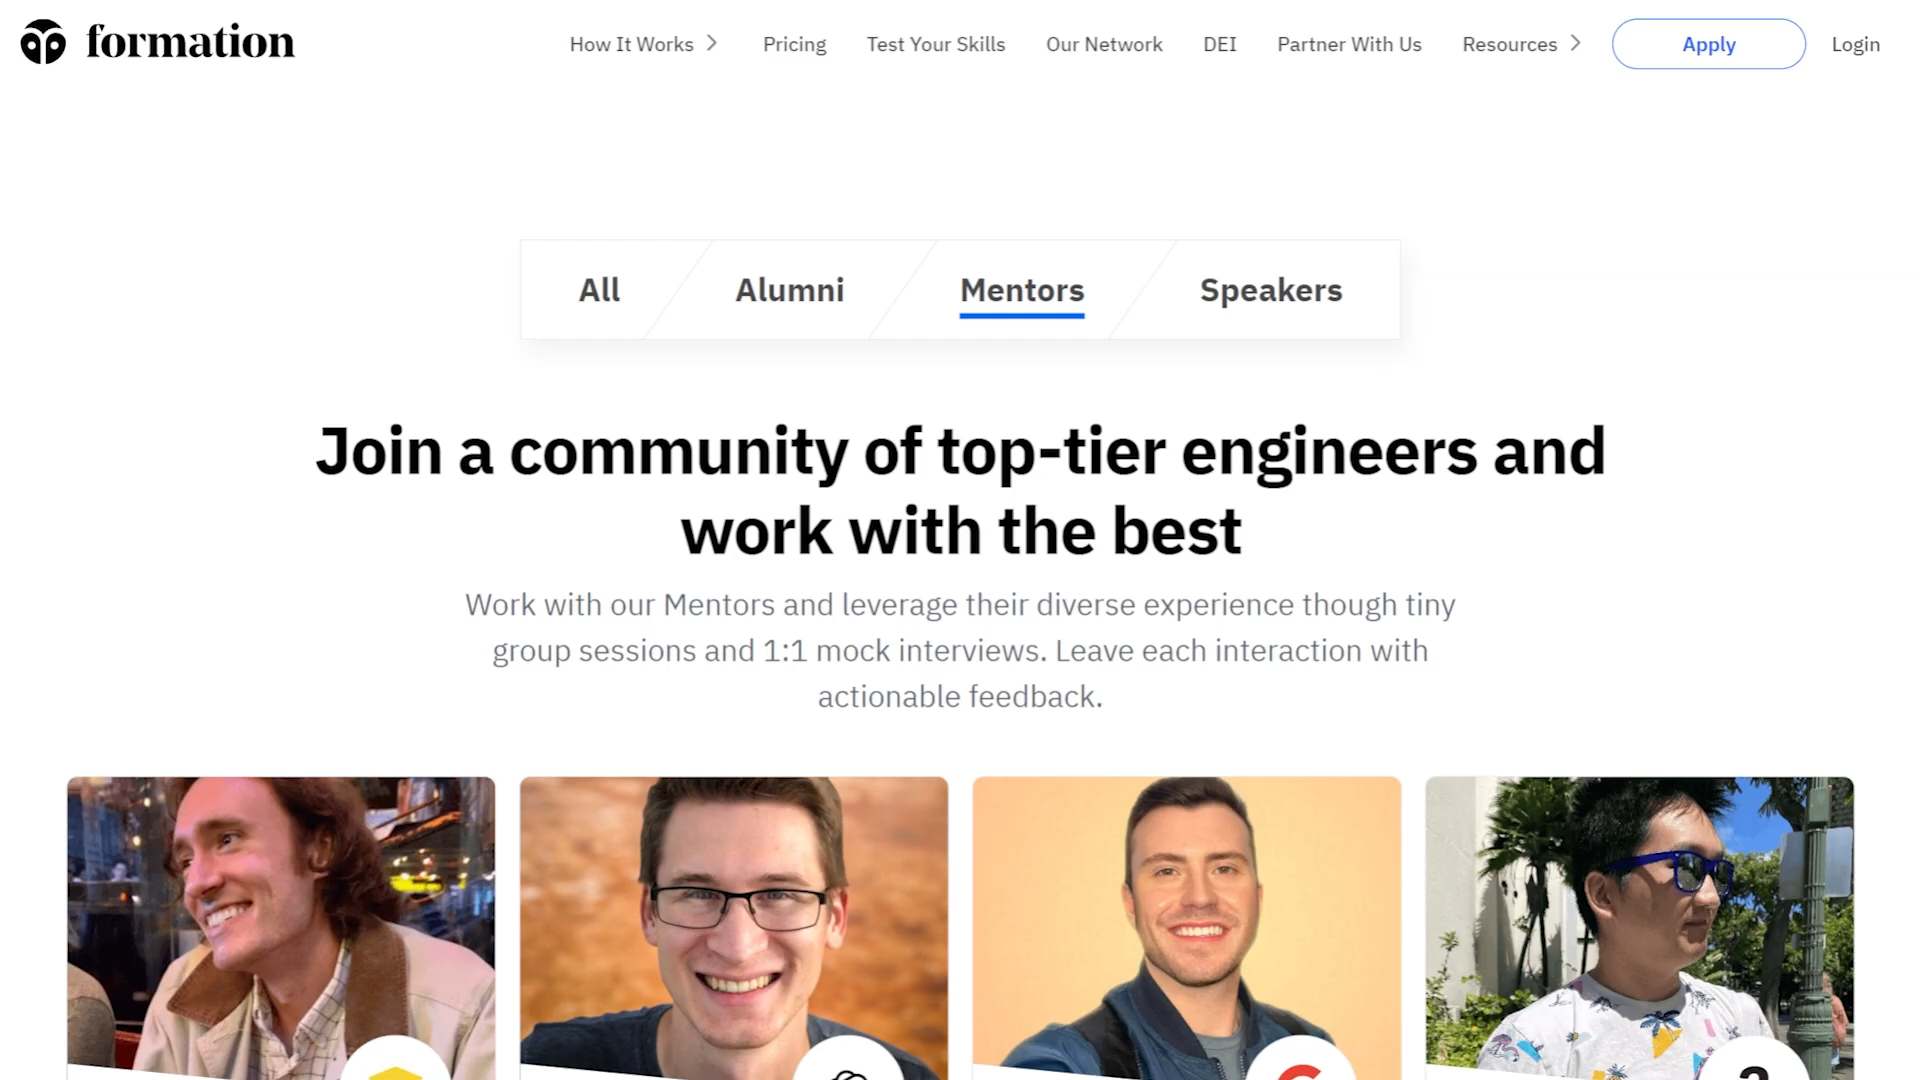 formation
How It Works Pricing Test Your Skills Our Network DEI Partner With Us Resources Apply Login
All Alumni Mentors Speakers
Join a community of top-tier engineers and
work with the best
Work with our Mentors and leverage their diverse experience though tiny
group sessions and 1:1 mock interviews. Leave each interaction with
actionable feedback.